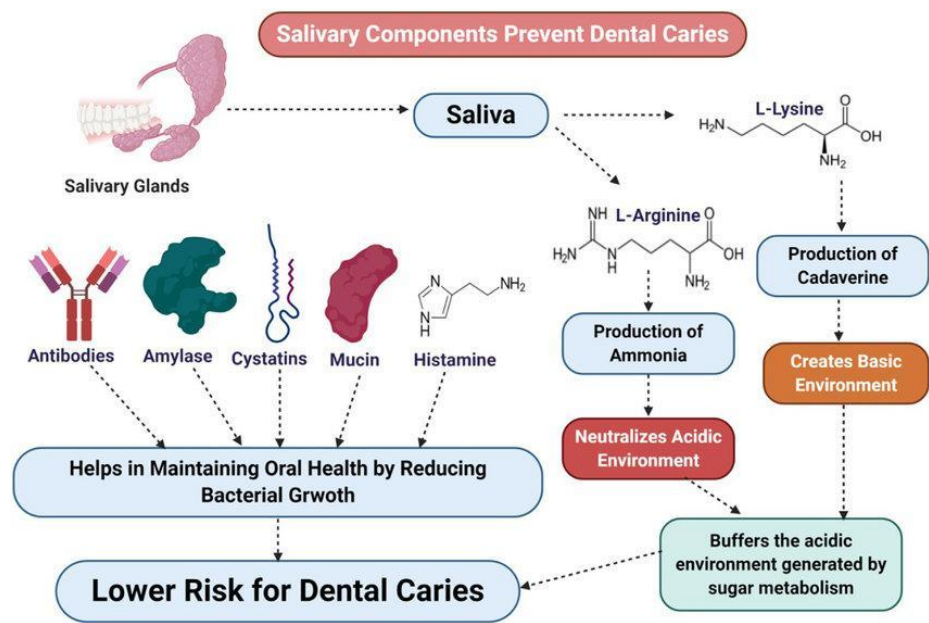 Salivary Components Prevent Dental Caries
Salivary Glands
Saliva
L-Lysine
H₂N
O
OH
NH₂
L-Arginine
NH
H₂N
N
H
O
OH
NH₂
Production of
Cadaverine
Production of
Ammonia
Creates Basic
Environment
Neutralizes Acidic
Environment
N
N
H
NH₂
Antibodies
Amylase
Cystatins
Mucin
Histamine
Helps in Maintaining Oral Health by Reducing
Bacterial Grwoth
Buffers the acidic
environment generated by
sugar metabolism
Lower Risk for Dental Caries